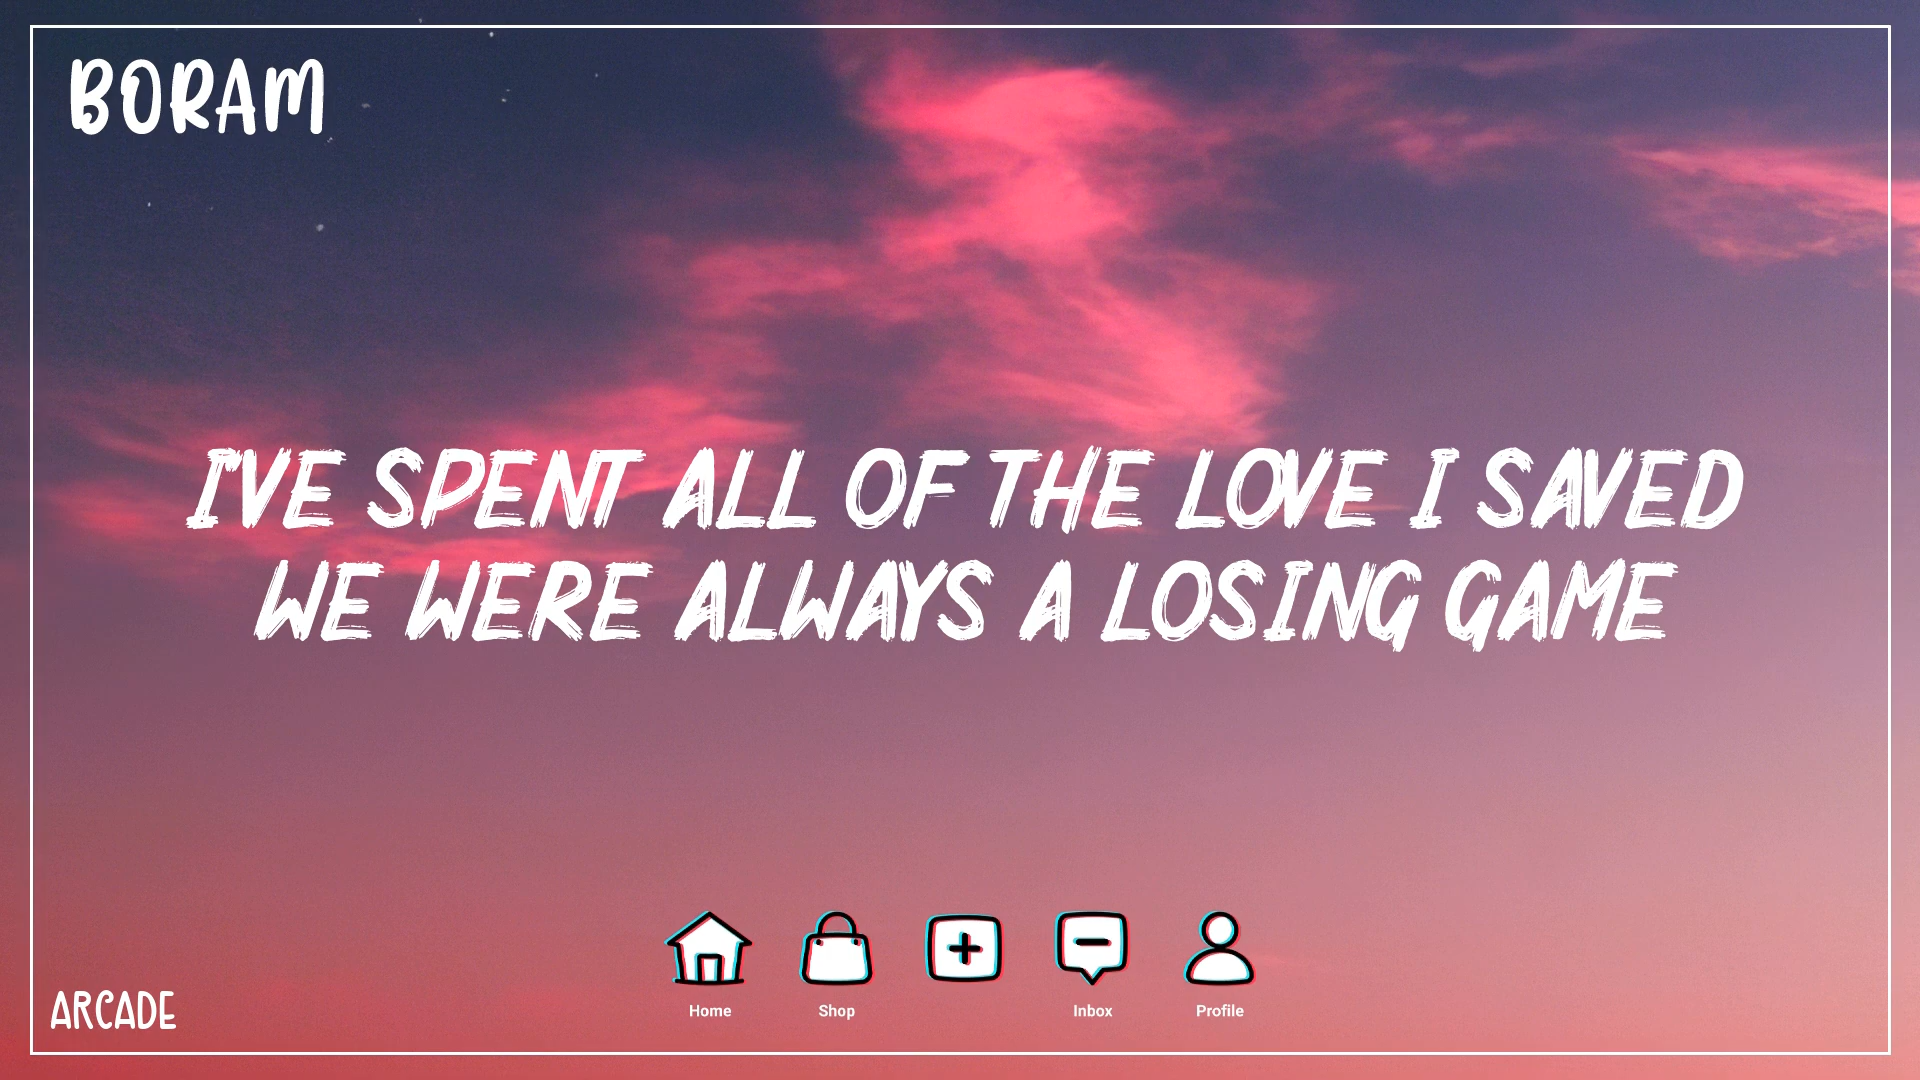 BORAM
I'VE SPENT ALL OF THE LOVE I SAVED
WE WERE ALWAYS A LOSING GAME
Home
Shop
Inbox
Profile
ARCADE